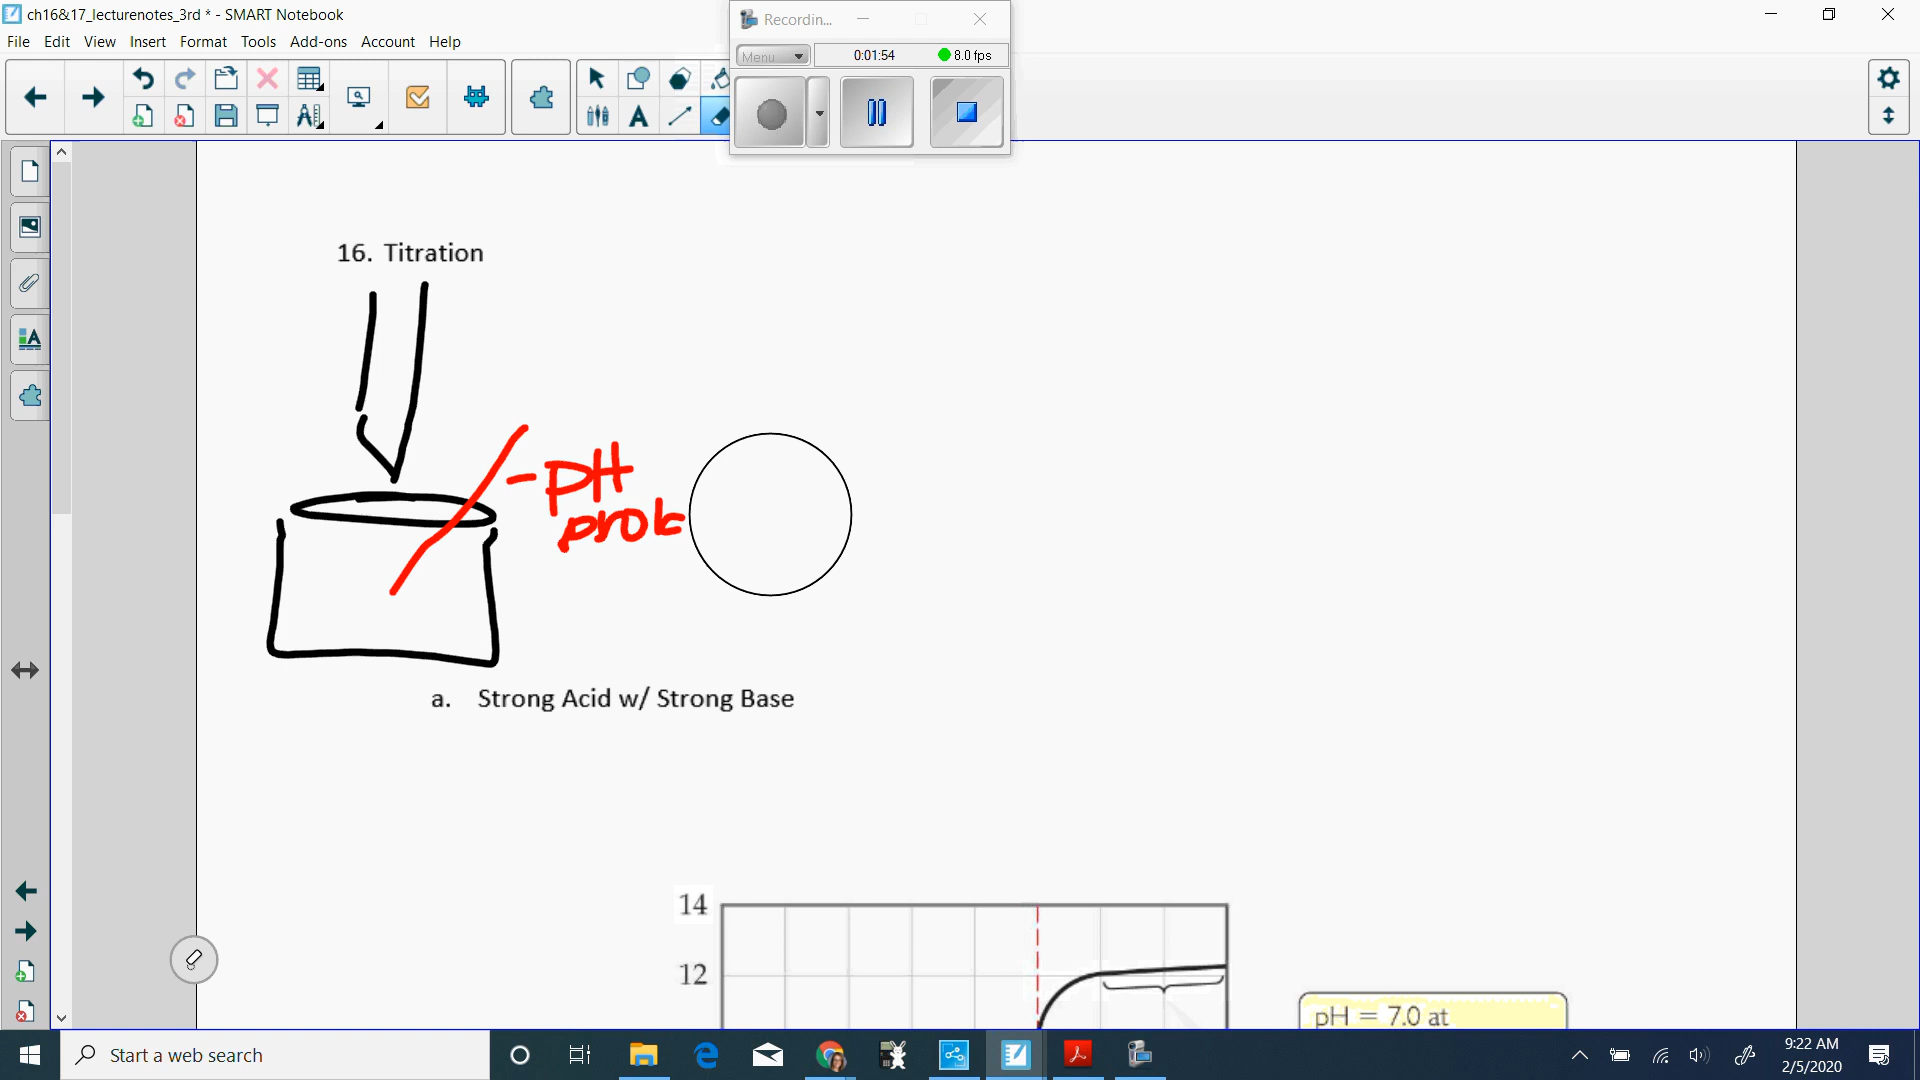 ch16&17_lecturenotes_3rd * - SMART Notebook
Recordin...
File Edit View Insert Format Tools Add-ons Account Help
Menu
0:01:54
8.0 fps
16. Titration
-pH
a. Strong Acid w/ Strong Base
14
12
pH = 7.0 at
Start a web search
9:22 AM
2/5/2020